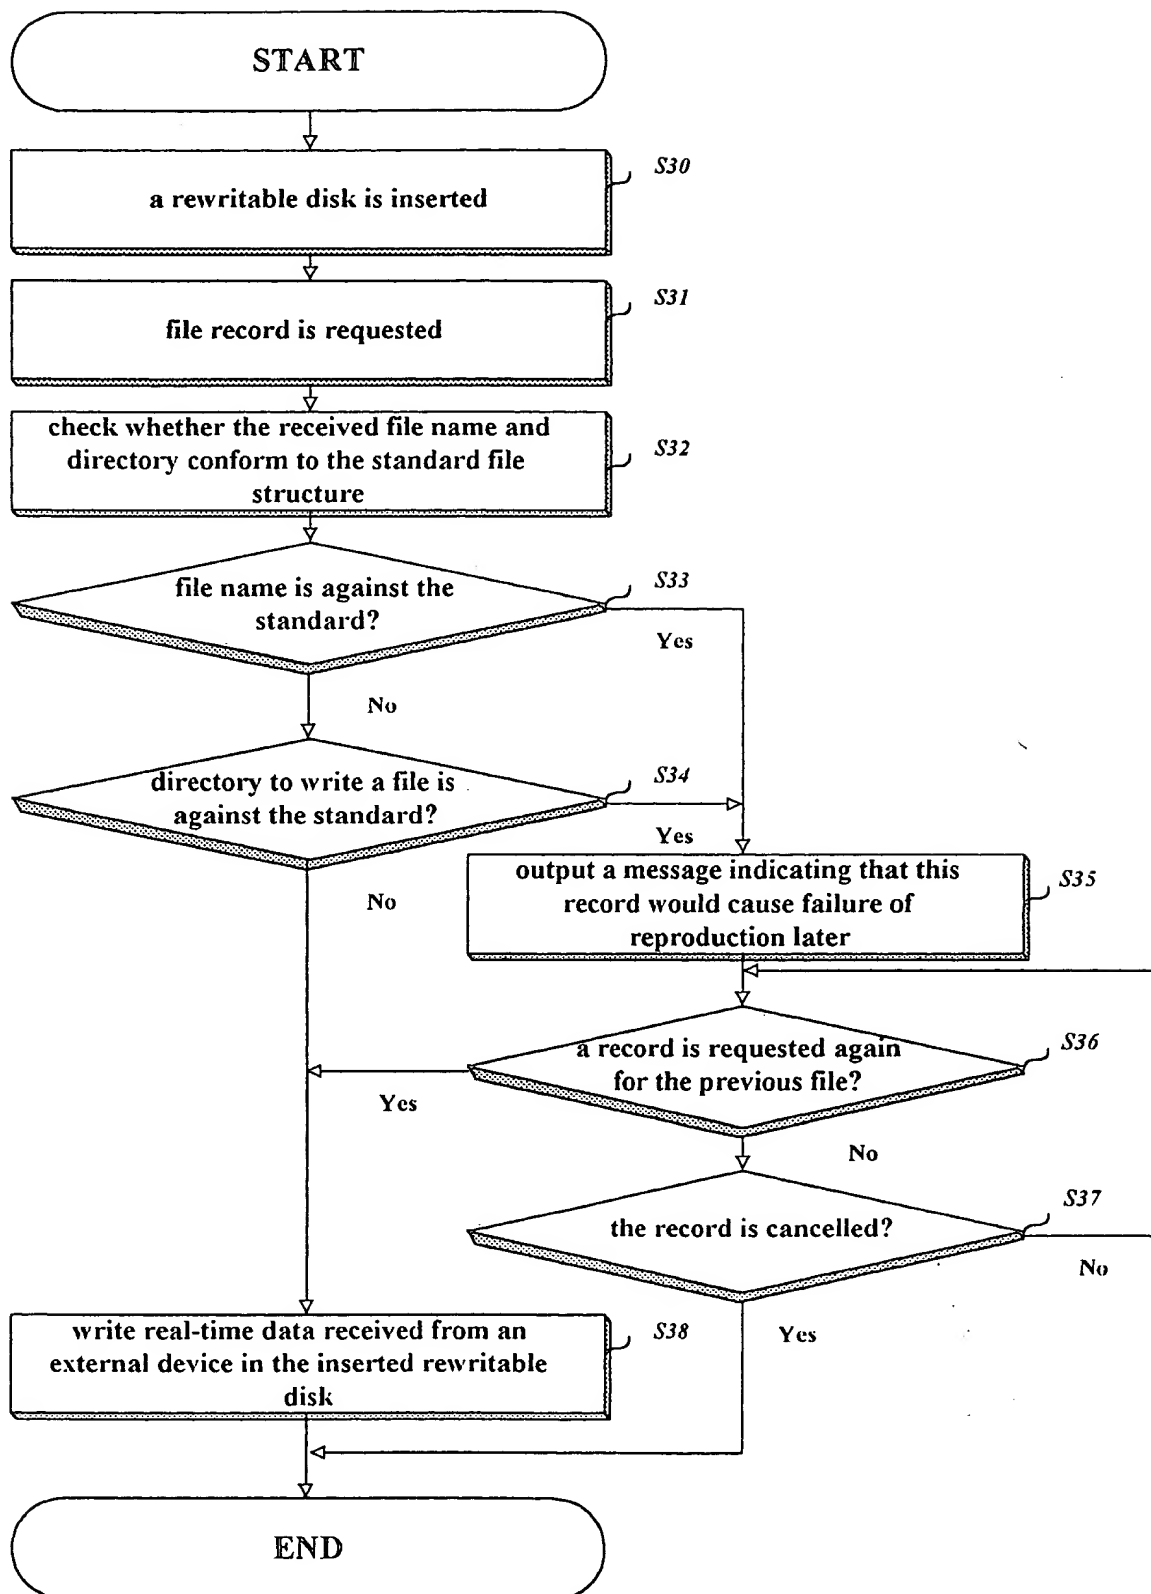 START
S30
a rewritable disk is inserted
S31
file record is requested
check whether the received file name and
directory conform to the standard file
structure
S32
file name is against the
standard?
S33
Yes
No
directory to write a file is
against the standard?
S34
Yes
No
output a message indicating that this
record would cause failure of
reproduction later
S35
a record is requested again
for the previous file?
S36
Yes
No
the record is cancelled?
S37
No
Yes
write real-time data received from an
external device in the inserted rewritable
disk
S38
END